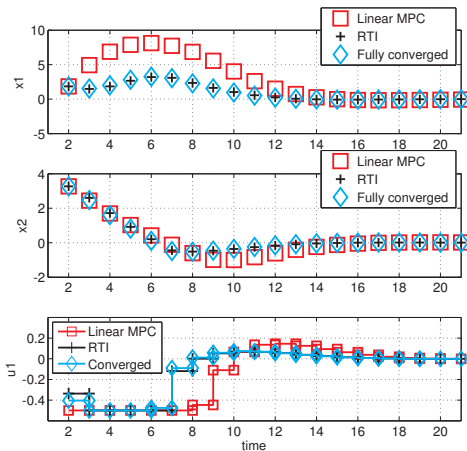 Linear MPC
RTI
Fully converged
10
5
0
-5
x1
2 4 6 8 10 12 14 16 18 20
Linear MPC
RTI
Fully converged
4
2
0
-2
x2
2 4 6 8 10 12 14 16 18 20
Linear MPC
RTI
Converged
0.2
0
-0.2
-0.4
u1
2 4 6 8 10 12 14 16 18 20
time